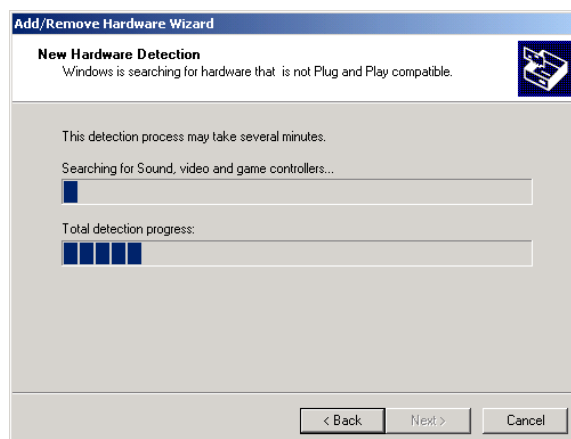 Add/Remove Hardware Wizard
New Hardware Detection
Windows is searching for hardware that is not Plug and Play compatible.
This detection process may take several minutes.
Searching for Sound, video and game controllers...
Total detection progress:
< Back
Next >
Cancel